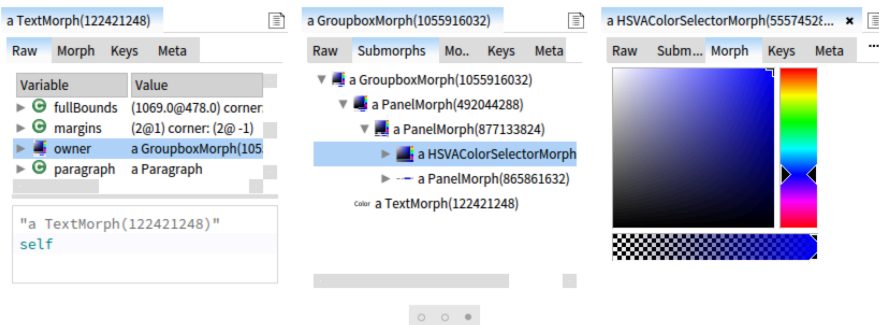 a TextMorph(122421248)
Raw Morph Keys Meta
Variable Value
fullBounds (1069.0@478.0) corner:
margins (2@1) corner: (2@ -1)
owner a GroupboxMorph(105
paragraph a Paragraph
"a TextMorph(122421248)"
self
a GroupboxMorph(1055916032)
Raw Submorphs Mo.. Keys Meta
a GroupboxMorph(1055916032)
a PanelMorph(492044288)
a PanelMorph(877133824)
a HSVAColorSelectorMorph
a PanelMorph(865861632)
Color a TextMorph(122421248)
a HSVAColorSelectorMorph(5557452...
Raw Subm... Morph Keys Meta ...